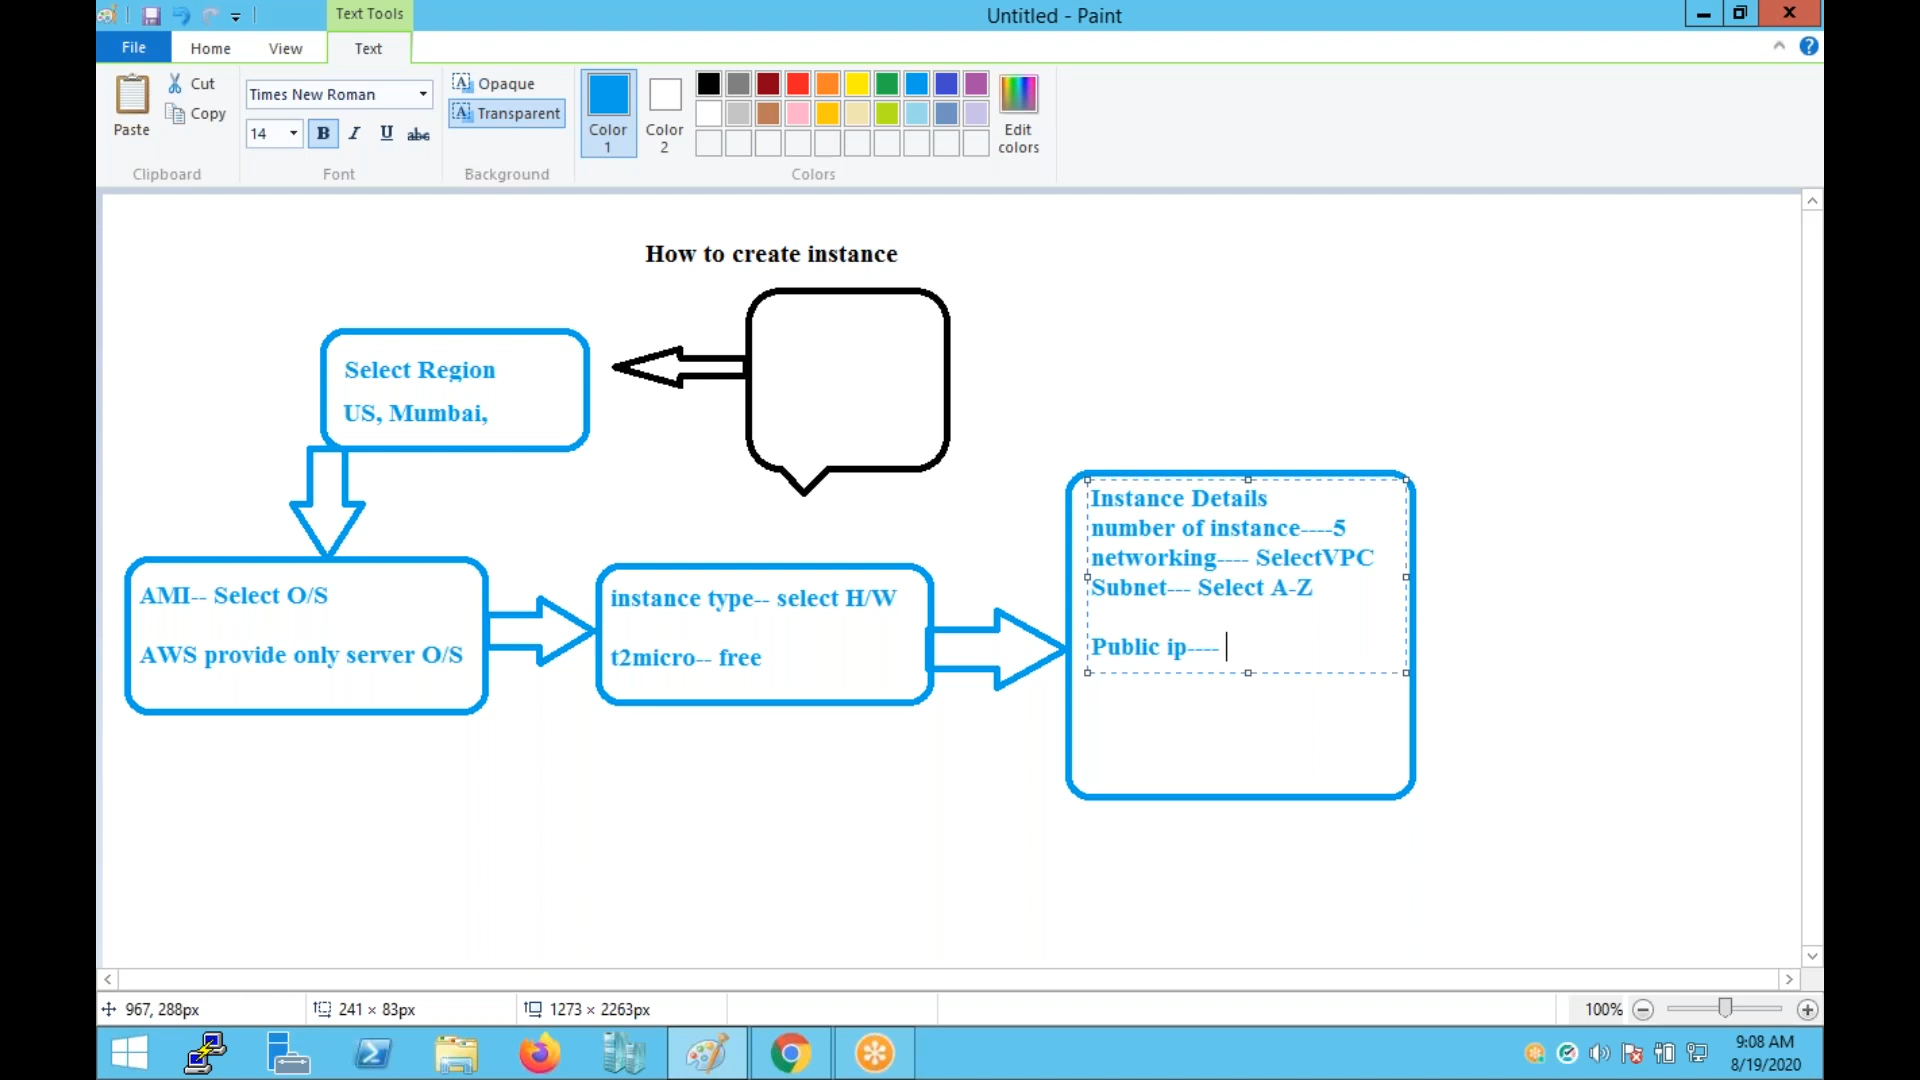 Text Tools
Untitled - Paint
File
Home
View
Text
Paste
Cut
Copy
Clipboard
Times New Roman
14
B
I
U
abc
Font
Opaque
Transparent
Background
Color
1
Color
2
Edit
colors
Colors
How to create instance
Select Region
US, Mumbai,
Instance Details
number of instance----5
networking---- SelectVPC
Subnet--- Select A-Z
Public ip----
AMI-- Select O/S
AWS provide only server O/S
instance type-- select H/W
t2micro-- free
967, 288px
241 × 83px
1273 × 2263px
100%
9:08 AM
8/19/2020